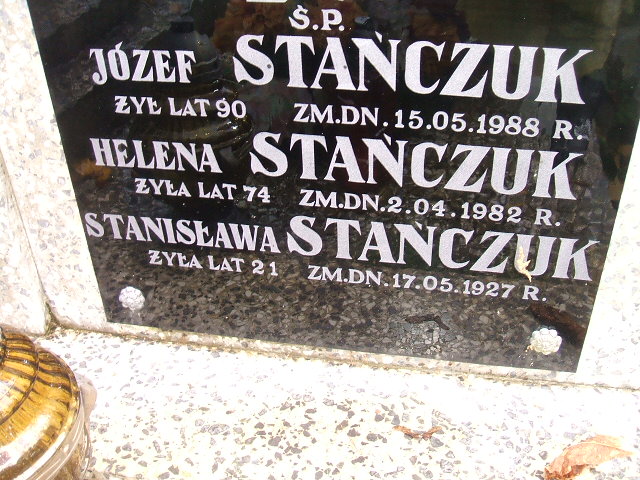 Ś.P.
JÓZEF STAŃCZUK
ŻYŁ LAT 90 ZM.DN. 15.05.1988 R.
HELENA STAŃCZUK
ŻYŁA LAT 74 ZM.DN. 2.04.1982 R.
STANISŁAWA STAŃCZUK
ŻYŁA LAT 21 ZM.DN. 17.05.1927 R.